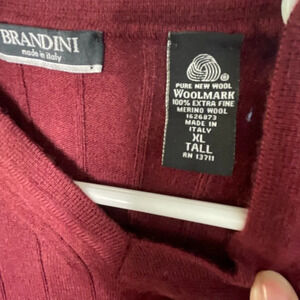 BRANDINI
made in italy
PURE NEW WOOL
WOOLMARK
100% EXTRA FINE
MERINO WOOL
1626873
MADE IN
ITALY
XL
TALL
RN 13711